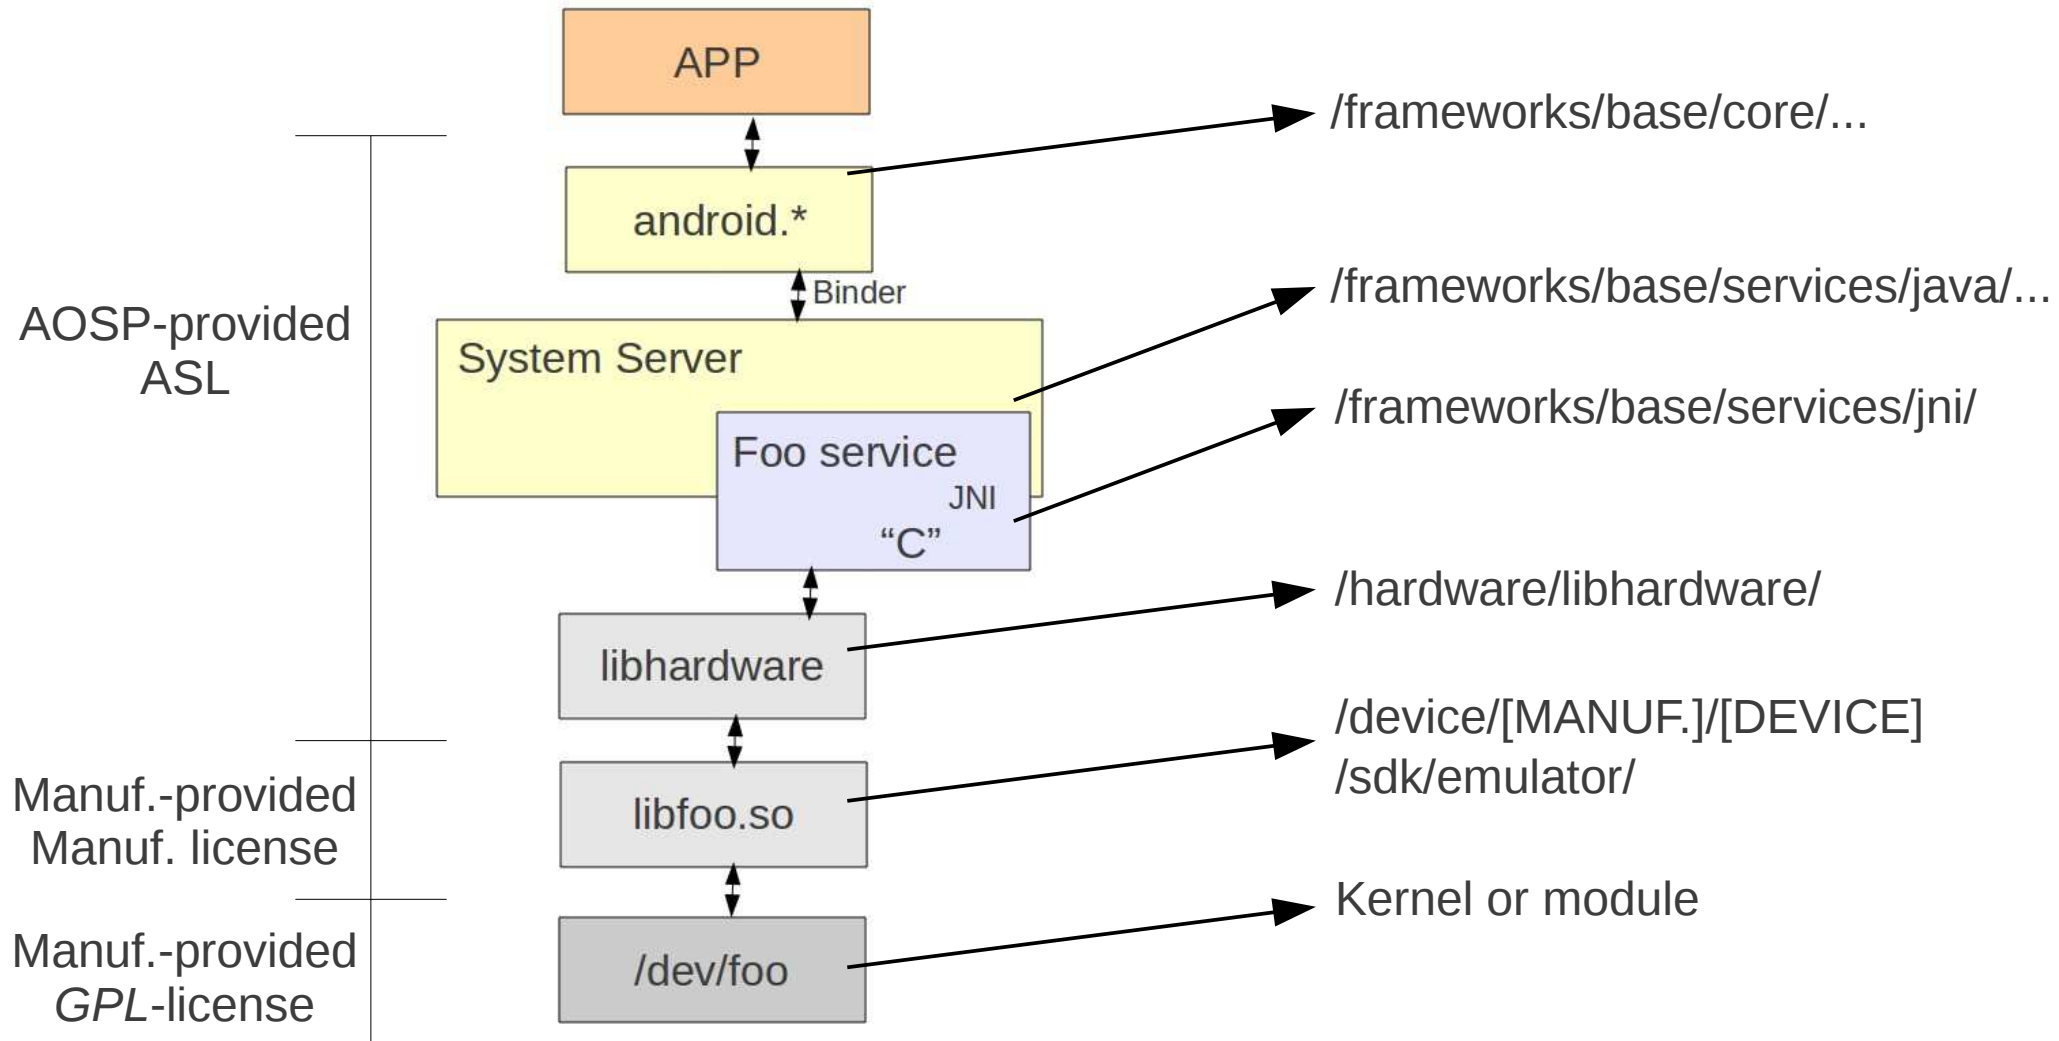 APP
/frameworks/base/core/...
android.*
Binder
/frameworks/base/services/java/...
AOSP-provided
ASL
System Server
/frameworks/base/services/jni/
Foo service
JNI
“C”
/hardware/libhardware/
libhardware
/device/[MANUF.]/[DEVICE]
/sdk/emulator/
Manuf.-provided
Manuf. license
libfoo.so
Kernel or module
Manuf.-provided
GPL-license
/dev/foo